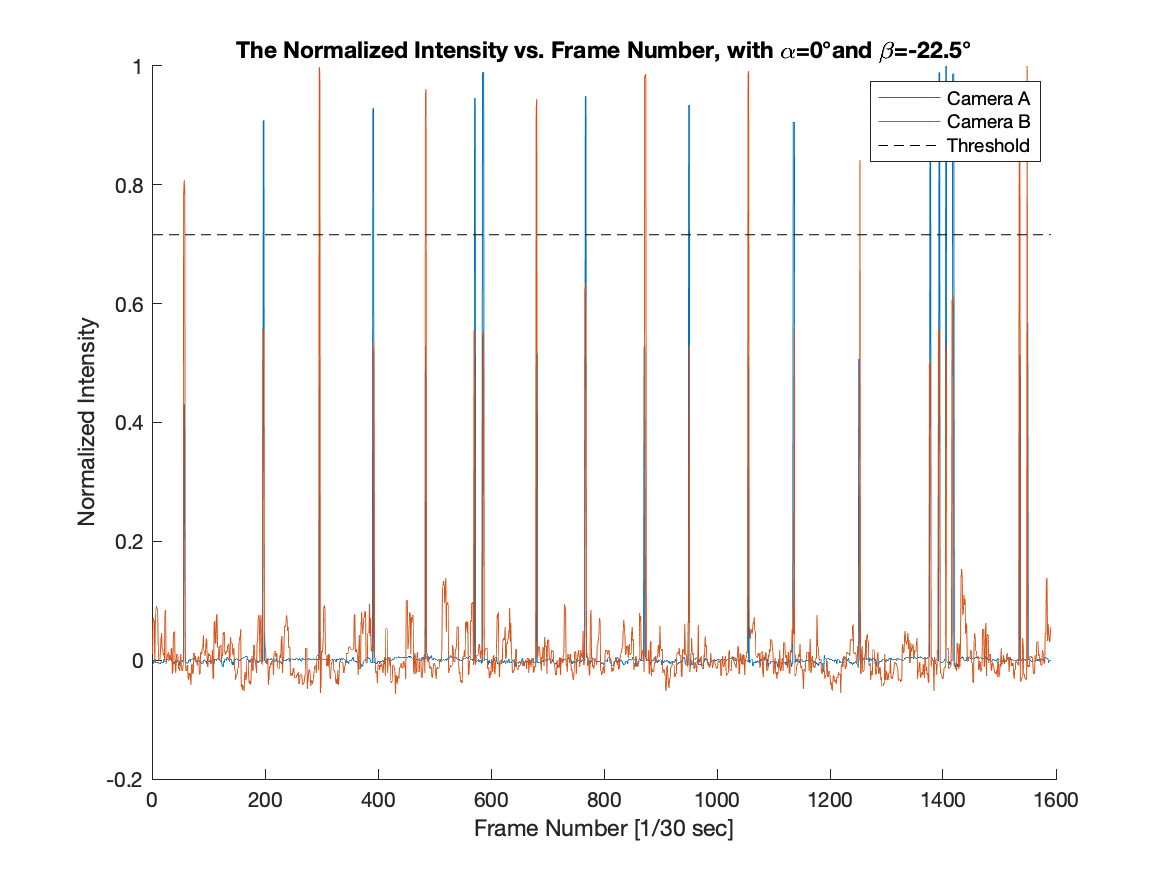 The Normalized Intensity vs. Frame Number, with α=0°and β=-22.5°
1
0.8
0.6
0.4
0.2
0
-0.2
Normalized Intensity
Camera A
Camera B
Threshold
0 200 400 600 800 1000 1200 1400 1600
Frame Number [1/30 sec]